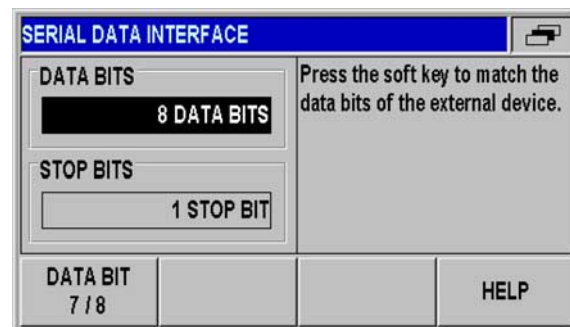 SERIAL DATA INTERFACE
DATA BITS
8 DATA BITS
STOP BITS
1 STOP BIT
Press the soft key to match the
data bits of the external device.
DATA BIT
7 / 8
HELP